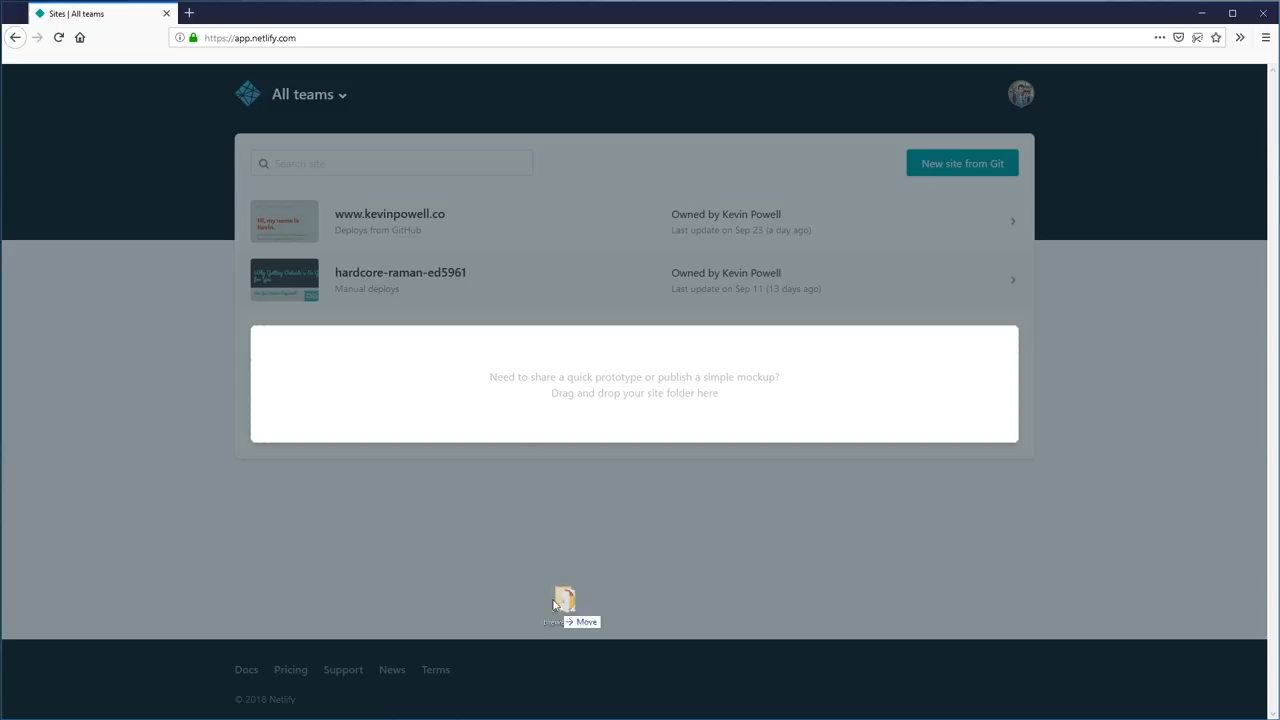 Sites | All teams
https://app.netlify.com
All teams
Search site
New site from Git
www.kevinpowell.co
Deploys from GitHub
Owned by Kevin Powell
Last update on Sep 23 (a day ago)
hardcore-raman-ed5961
Manual deploys
Owned by Kevin Powell
Last update on Sep 11 (13 days ago)
Need to share a quick prototype or publish a simple mockup?
Drag and drop your site folder here
Move
Docs Pricing Support News Terms
© 2018 Netlify